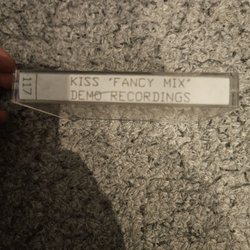 117
KISS "FANCY MIX"
DEMO RECORDINGS